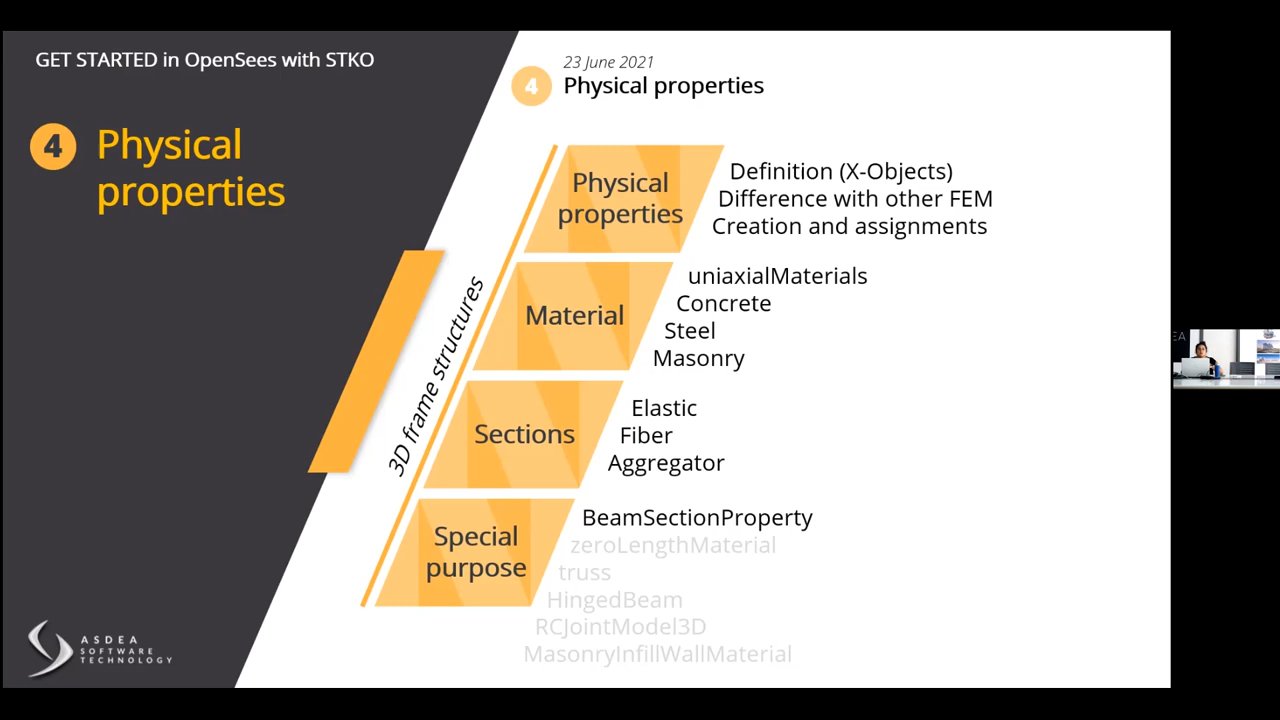 GET STARTED in OpenSees with STKO
4
Physical
properties
23 June 2021
4
Physical properties
3D frame structures
Physical
properties
Definition (X-Objects)
Difference with other FEM
Creation and assignments
Material
uniaxialMaterials
Concrete
Steel
Masonry
Sections
Elastic
Fiber
Aggregator
Special
purpose
BeamSectionProperty
zeroLengthMaterial
truss
HingedBeam
RCJointModel3D
MasonryInfillWallMaterial
ASDEA
SOFTWARE
TECHNOLOGY